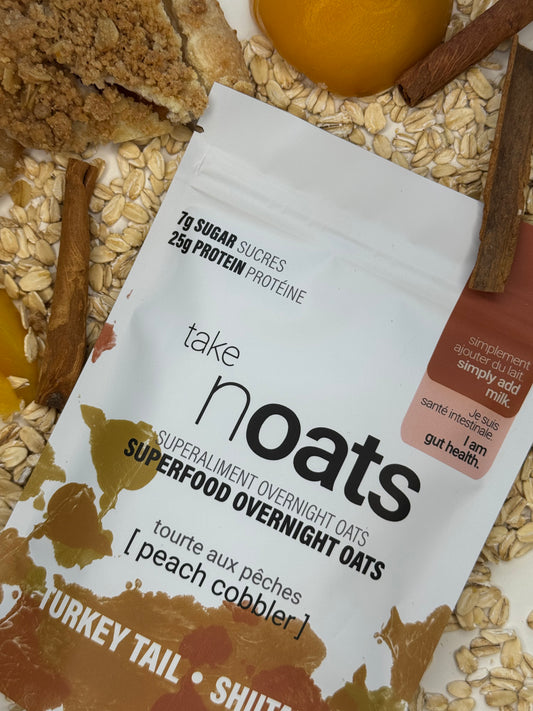 7g SUGAR SUCRES
25g PROTEIN PROTÉINE
take
noats
SUPERALIMENT OVERNIGHT OATS
SUPERFOOD OVERNIGHT OATS
tourte aux pêches
[ peach cobbler ]
TURKEY TAIL • SHIITA
simplement
ajouter du lait.
simply add
milk.
Je suis
santé intestinale.
I am
gut health.